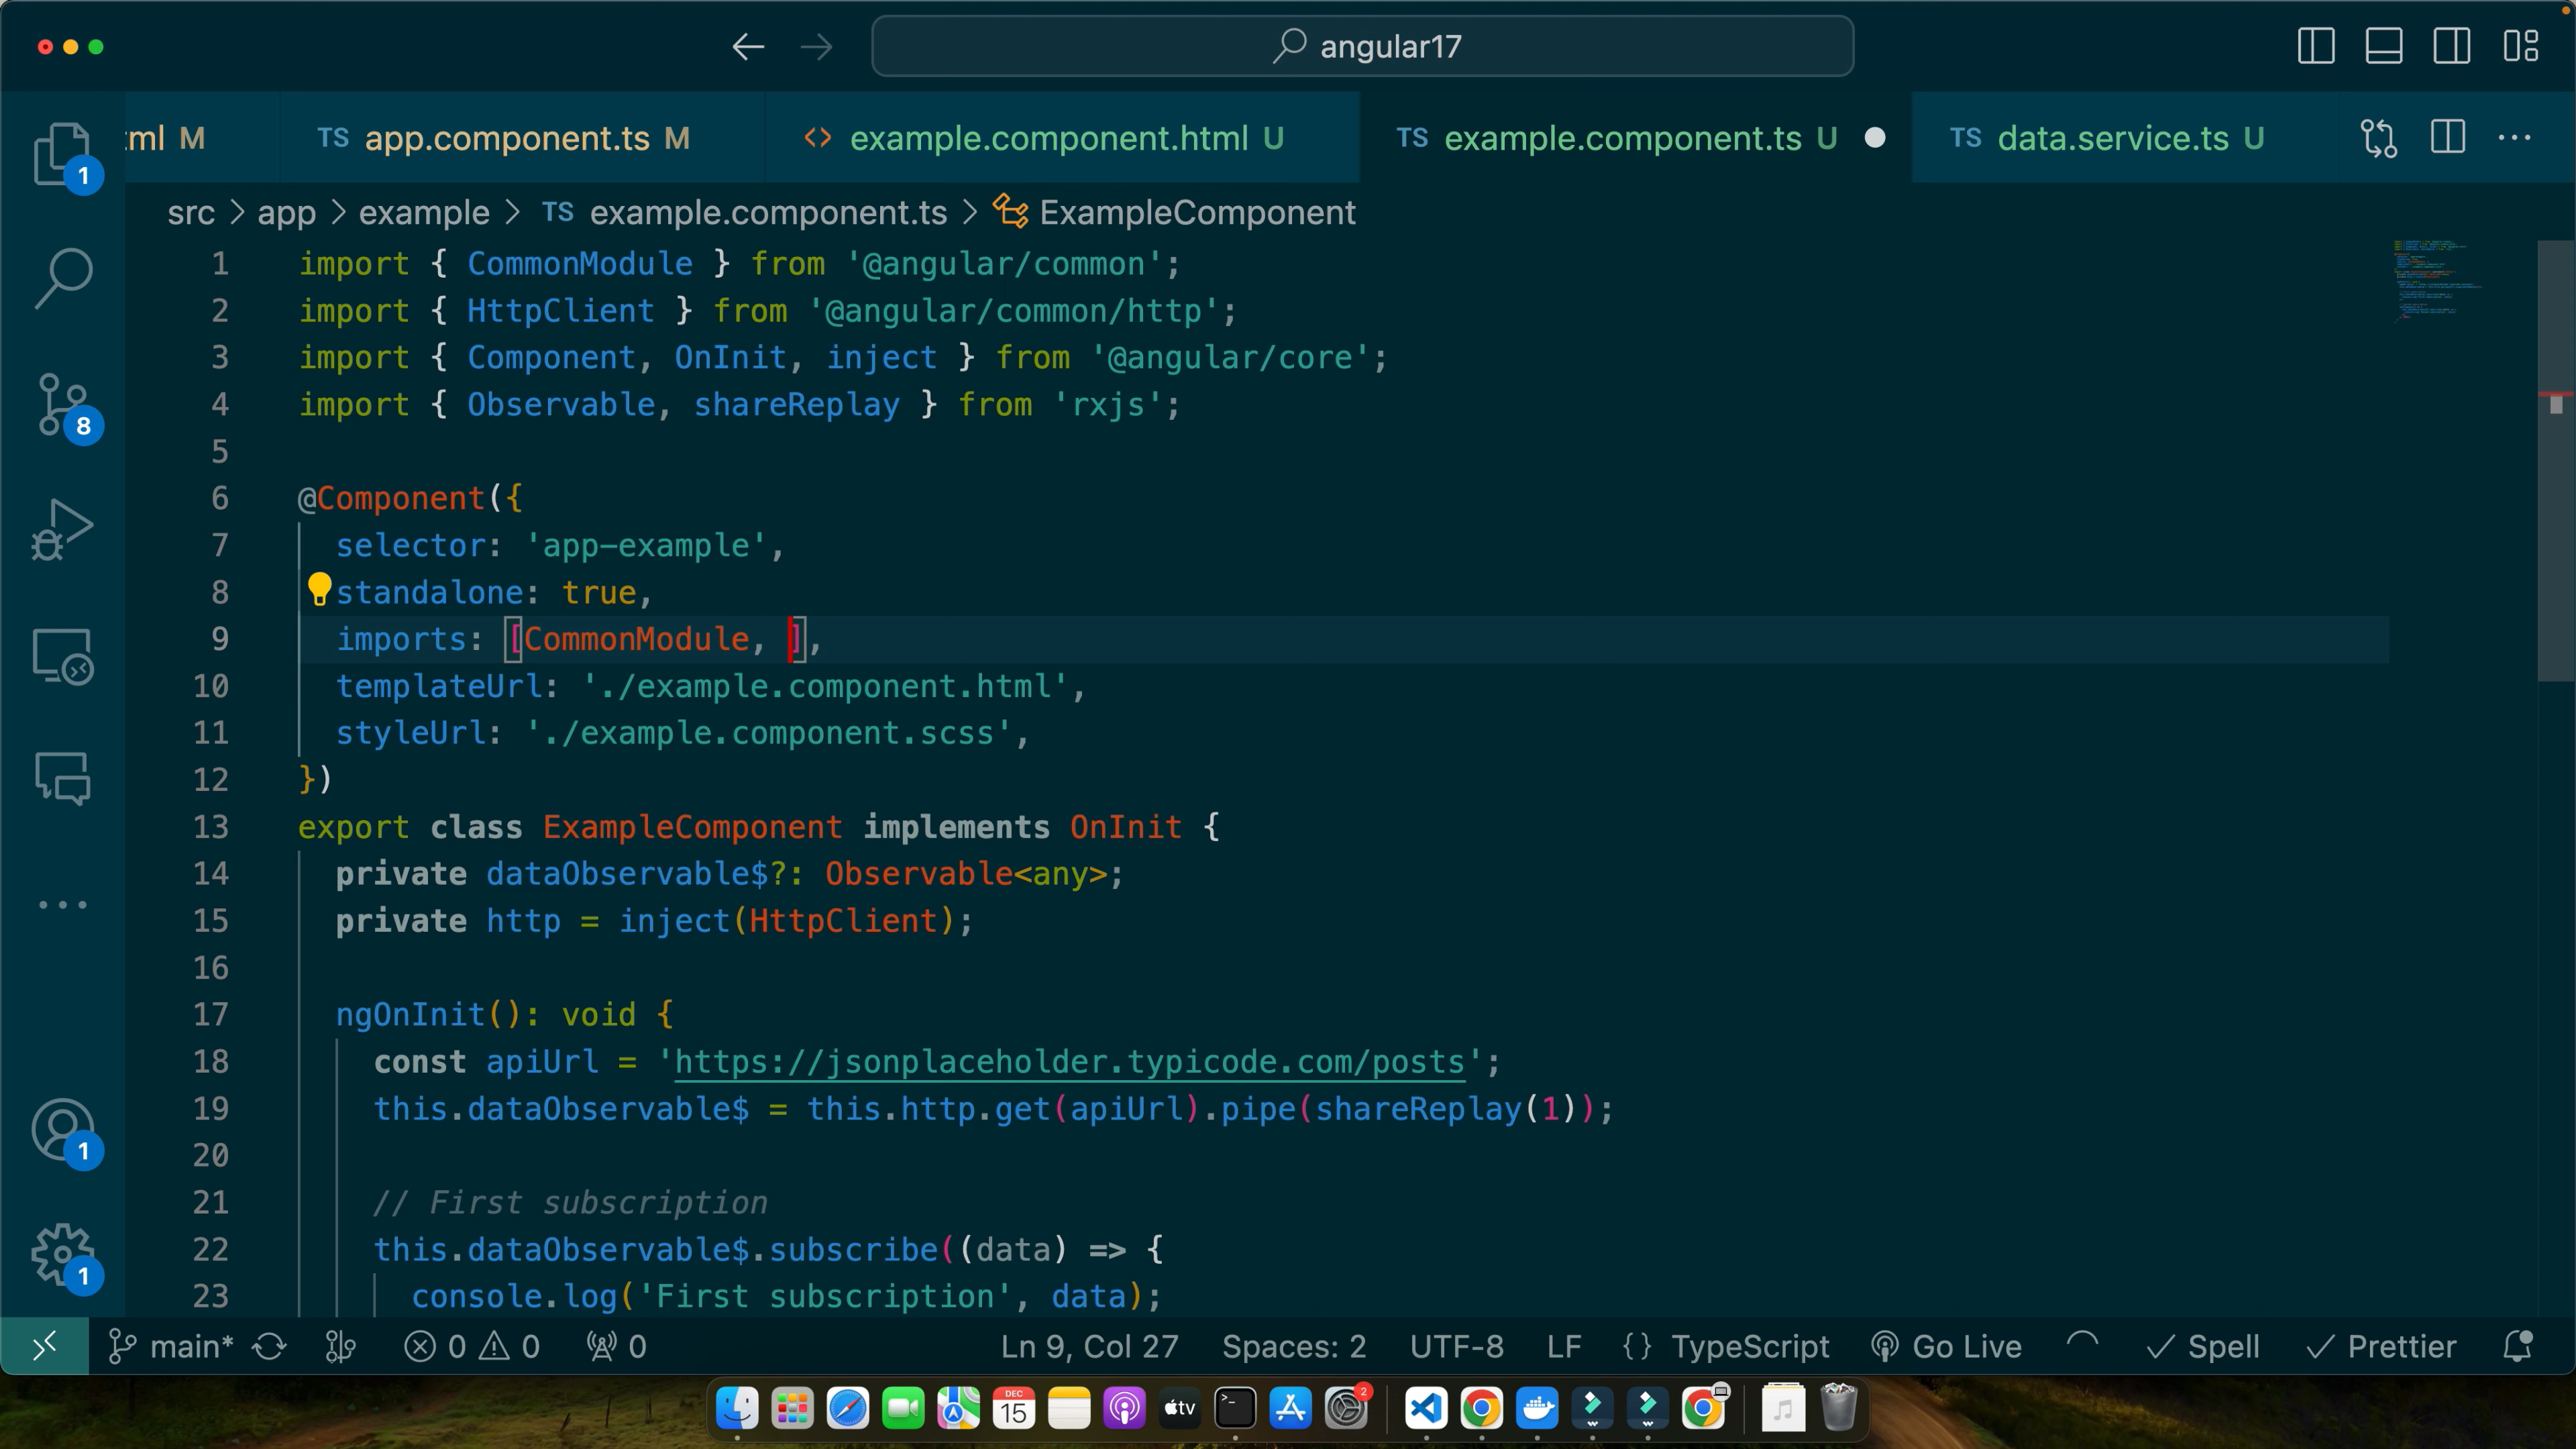 angular17
:ml M
TS app.component.ts M
<> example.component.html U
TS example.component.ts U
TS data.service.ts U
src > app > example > TS example.component.ts > ExampleComponent
1 import { CommonModule } from '@angular/common';
2 import { HttpClient } from '@angular/common/http';
3 import { Component, OnInit, inject } from '@angular/core';
4 import { Observable, shareReplay } from 'rxjs';
5
6 @Component({
7 selector: 'app-example',
8 standalone: true,
9 imports: [CommonModule, ],
10 templateUrl: './example.component.html',
11 styleUrl: './example.component.scss',
12 })
13 export class ExampleComponent implements OnInit {
14 private dataObservable$?: Observable<any>;
15 private http = inject(HttpClient);
16
17 ngOnInit(): void {
18 const apiUrl = 'https://jsonplaceholder.typicode.com/posts';
19 this.dataObservable$ = this.http.get(apiUrl).pipe(shareReplay(1));
20
21 // First subscription
22 this.dataObservable$.subscribe((data) => {
23 console.log('First subscription', data);
1
8
1
1
main* 0 0 0 Ln 9, Col 27 Spaces: 2 UTF-8 LF {} TypeScript Go Live Spell Prettier
DEC
15
tv
2